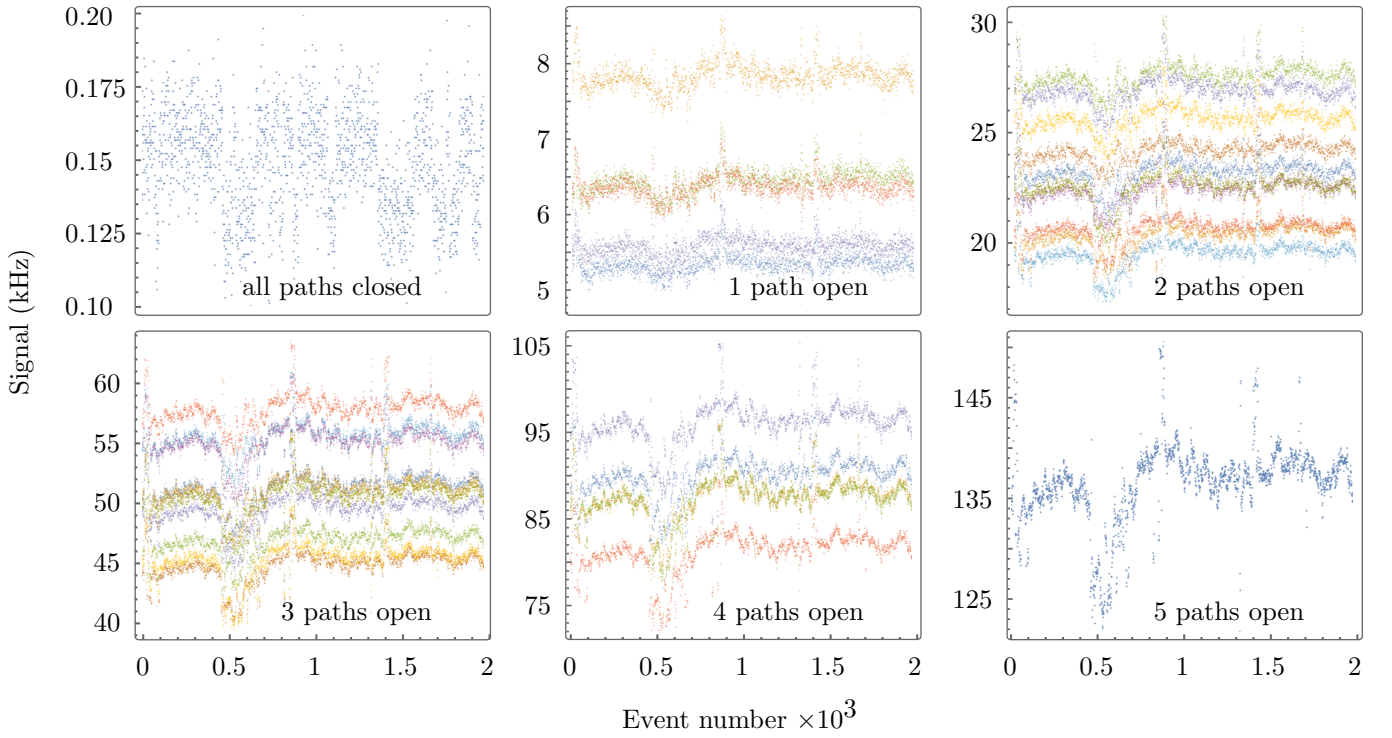 Signal (kHz)
0.20
0.175
0.15
0.125
0.10
all paths closed
8
7
6
5
1 path open
30
25
20
2 paths open
60
55
50
45
40
0 0.5 1 1.5 2
3 paths open
105
95
85
75
0 0.5 1 1.5 2
4 paths open
145
135
125
0 0.5 1 1.5 2
5 paths open
Event number ×10³